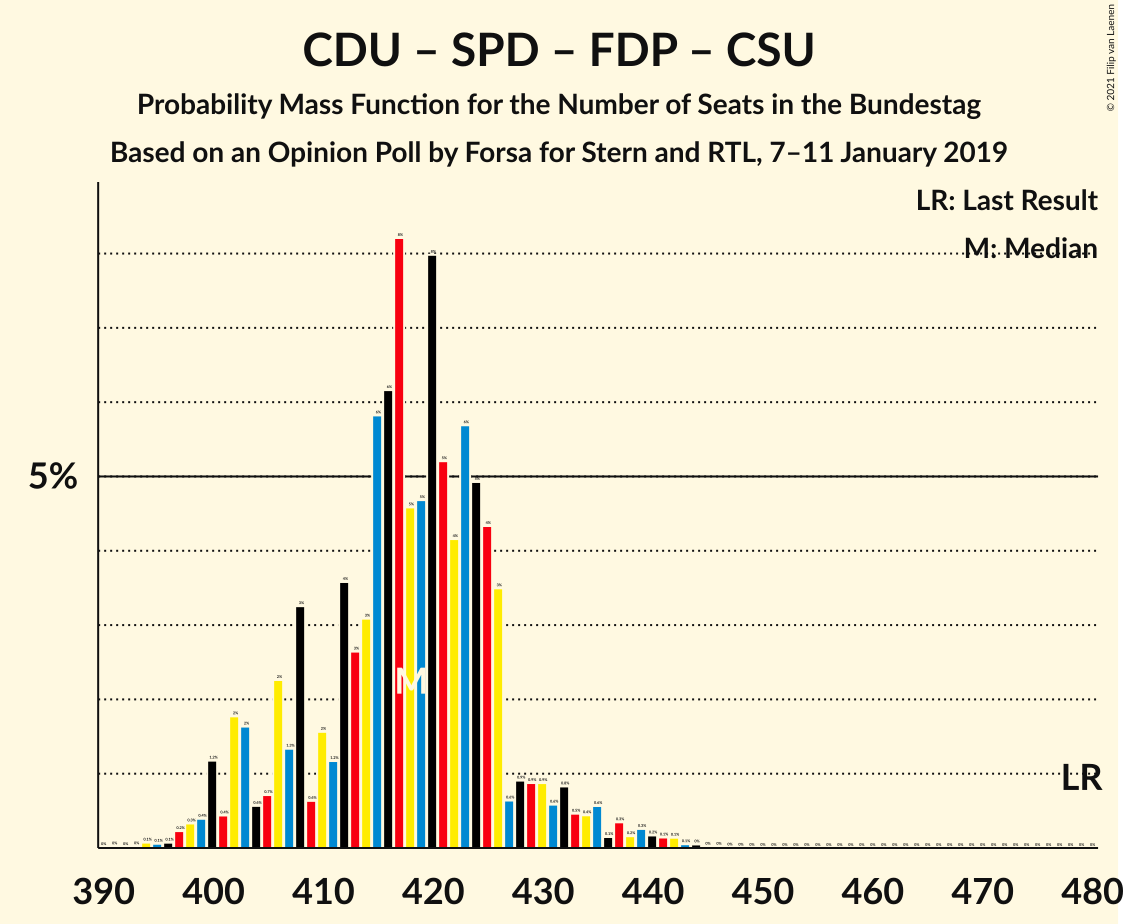 CDU – SPD – FDP – CSU
Probability Mass Function for the Number of Seats in the Bundestag
Based on an Opinion Poll by Forsa for Stern and RTL, 7–11 January 2019
© 2021 Filip van Laenen
LR: Last Result
M: Median
5%
M
LR
390 400 410 420 430 440 450 460 470 480